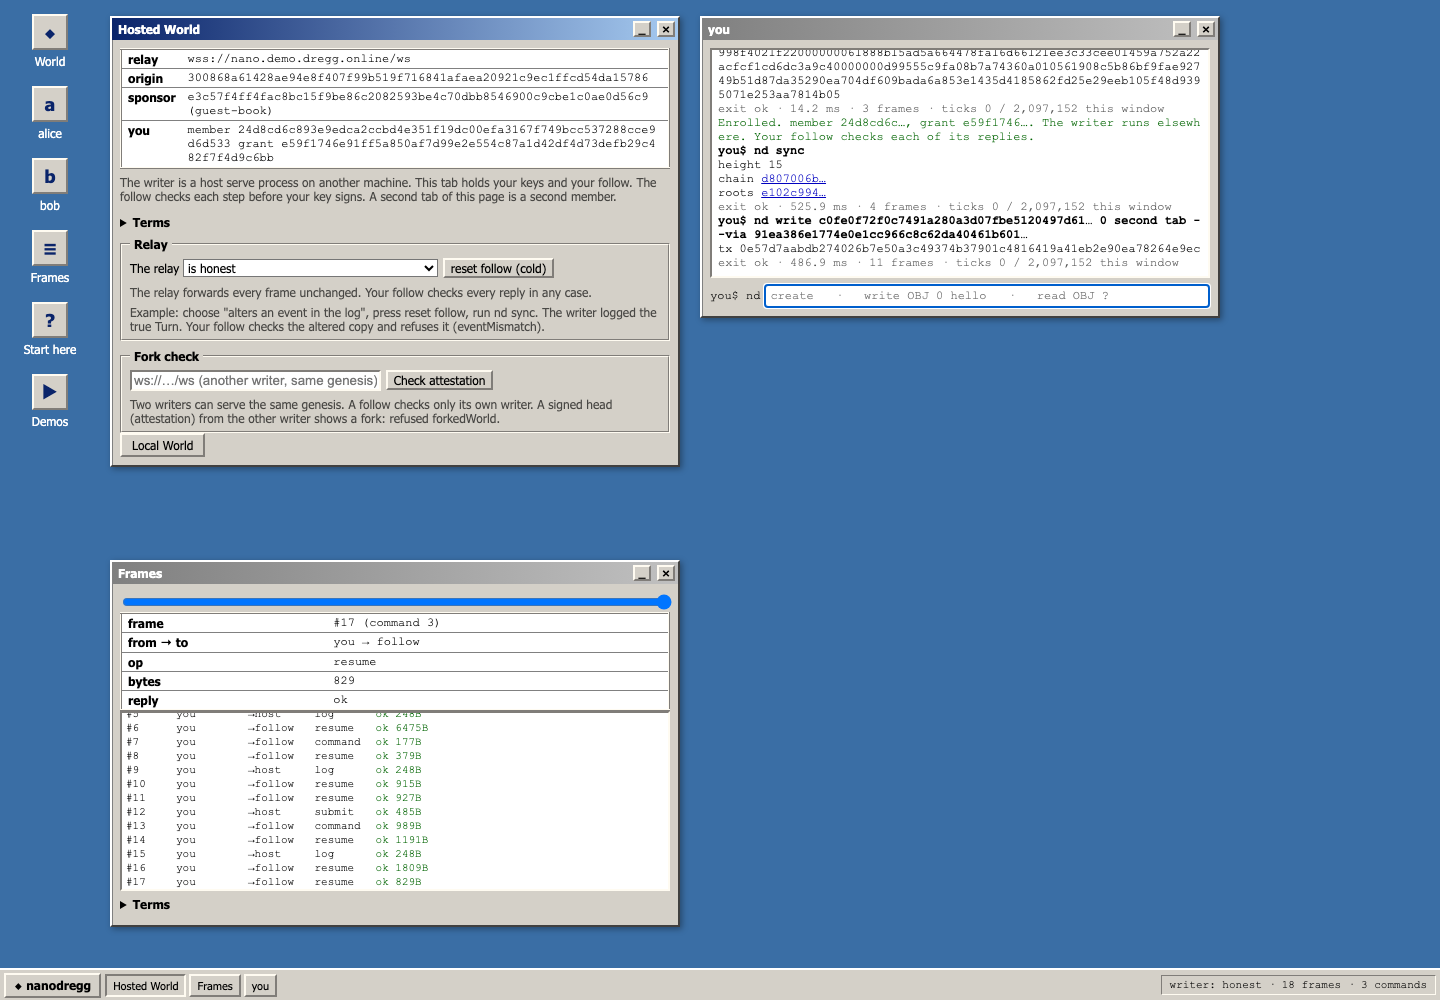 ◆
World
a
alice
b
bob
≡
Frames
?
Start here
▶
Demos
Hosted World
_ ×
relay wss://nano.demo.dregg.online/ws
origin 300868a61428ae94e8f407f99b519f716841afaea20921c9ec1ffcd54da15786
sponsor e3c57f4ff4fac8bc15f9be86c2082593be4c70dbb8546900c9cbe1c0ae0d56c9
(guest-book)
you member 24d8cd6c893e9edca2ccbd4e351f19dc00efa3167f749bcc537288cce9
d6d533 grant e59f1746e91ff5a850af7d99e2e554c87a1d42df4d73defb29c4
82f7f4d9c6bb
The writer is a host serve process on another machine. This tab holds your keys and your follow. The
follow checks each step before your key signs. A second tab of this page is a second member.
▶ Terms
Relay
The relay is honest reset follow (cold)
The relay forwards every frame unchanged. Your follow checks every reply in any case.
Example: choose "alters an event in the log", press reset follow, run nd sync. The writer logged the
true Turn. Your follow checks the altered copy and refuses it (eventMismatch).
Fork check
ws://…/ws (another writer, same genesis) Check attestation
Two writers can serve the same genesis. A follow checks only its own writer. A signed head
(attestation) from the other writer shows a fork: refused forkedWorld.
Local World
you
_ ×
998f4021f22000000061888b15ad5a664478fa16d66121ee3c33cee01459a752a22
acfcf1cd6dc3a9c40000000d99555c9fa08b7a74360a010561908c5b86bf9fae927
49b51d87da35290ea704df609bada6a853e1435d4185862fd25e29eeb105f48d939
5071e253aa7814b05
exit ok · 14.2 ms · 3 frames · ticks 0 / 2,097,152 this window
Enrolled. member 24d8cd6c…, grant e59f1746…. The writer runs elsewh
ere. Your follow checks each of its replies.
you$ nd sync
height 15
chain d807006b…
roots e102c994…
exit ok · 525.9 ms · 4 frames · ticks 0 / 2,097,152 this window
you$ nd write c0fe0f72f0c7491a280a3d07fbe5120497d61… 0 second tab -
-via 91ea386e1774e0e1cc966c8c62da40461b601…
tx 0e57d7aabdb274026b7e50a3c49374b37901c4816419a41eb2e90ea78264e9ec
exit ok · 486.9 ms · 11 frames · ticks 0 / 2,097,152 this window
you$ nd create · write OBJ 0 hello · read OBJ ?
Frames
_ ×
frame #17 (command 3)
from → to you → follow
op resume
bytes 829
reply ok
#5 you →host log ok 248B
#6 you →follow resume ok 6475B
#7 you →follow command ok 177B
#8 you →follow resume ok 379B
#9 you →host log ok 248B
#10 you →follow resume ok 915B
#11 you →follow resume ok 927B
#12 you →host submit ok 485B
#13 you →follow command ok 989B
#14 you →follow resume ok 1191B
#15 you →host log ok 248B
#16 you →follow resume ok 1809B
#17 you →follow resume ok 829B
▶ Terms
◆ nanodregg Hosted World Frames you writer: honest · 18 frames · 3 commands